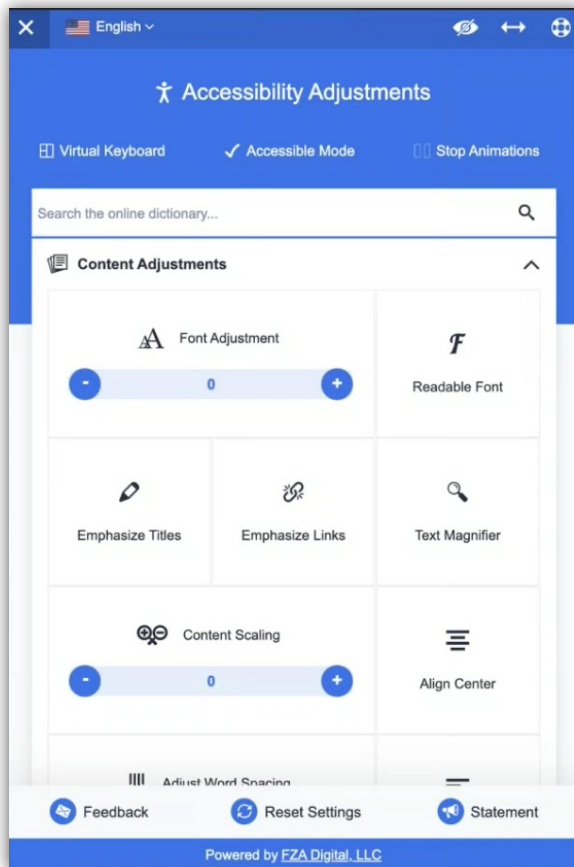 English
Accessibility Adjustments
Virtual Keyboard Accessible Mode Stop Animations
Search the online dictionary...
Content Adjustments
Font Adjustment
- 0 +
Readable Font
Emphasize Titles Emphasize Links Text Magnifier
Content Scaling
- 0 +
Align Center
Adjust Word Spacing
Feedback Reset Settings Statement
Powered by FZA Digital, LLC